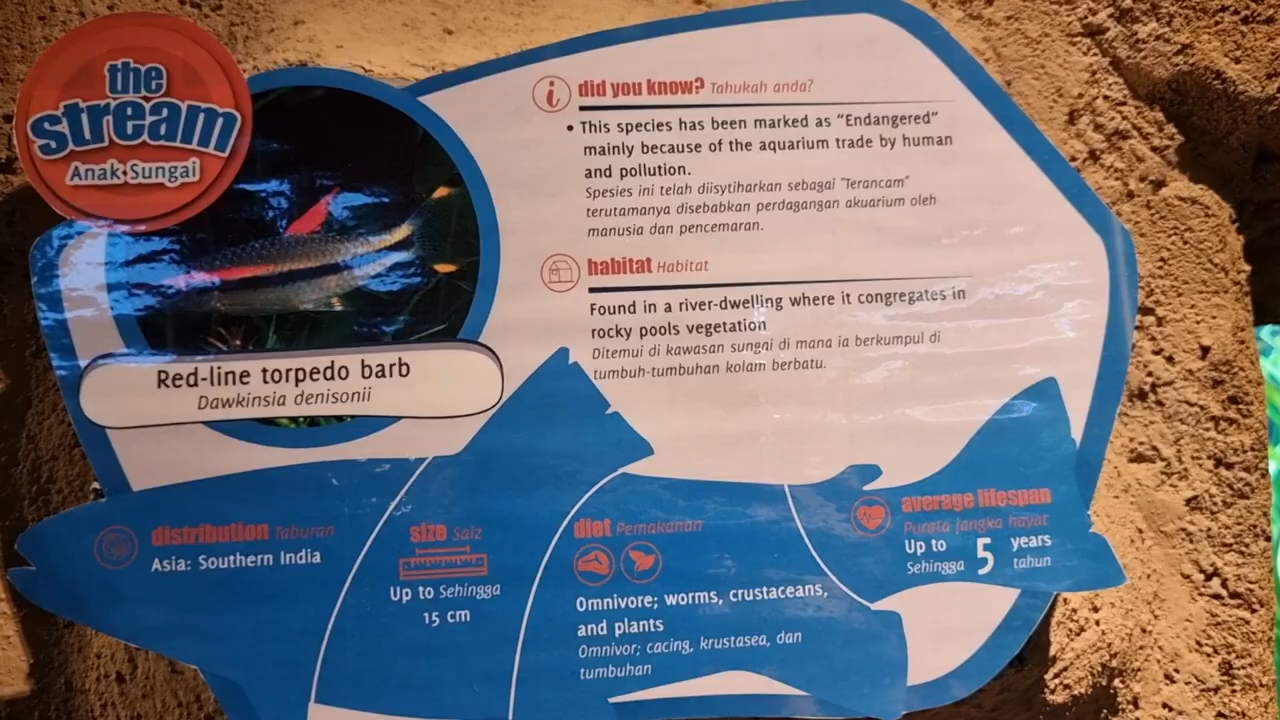 the
stream
Anak Sungai
Red-line torpedo barb
Dawkinsia denisonii
did you know? Tahukah anda?
• This species has been marked as “Endangered”
mainly because of the aquarium trade by human
and pollution.
Spesies ini telah diisytiharkan sebagai "Terancam"
terutamanya disebabkan perdagangan akuarium oleh
manusia dan pencemaran.
habitat Habitat
Found in a river-dwelling where it congregates in
rocky pools vegetation
Ditemui di kawasan sungai di mana ia berkumpul di
tumbuh-tumbuhan kolam berbatu.
distribution Taburan
Asia: Southern India
size Saiz
Up to Sehingga
15 cm
diet Pemakanan
Omnivore; worms, crustaceans,
and plants
Omnivor; cacing, krustasea, dan
tumbuhan
average lifespan
Purata jangka hayat
Up to 5 years
Sehingga tahun